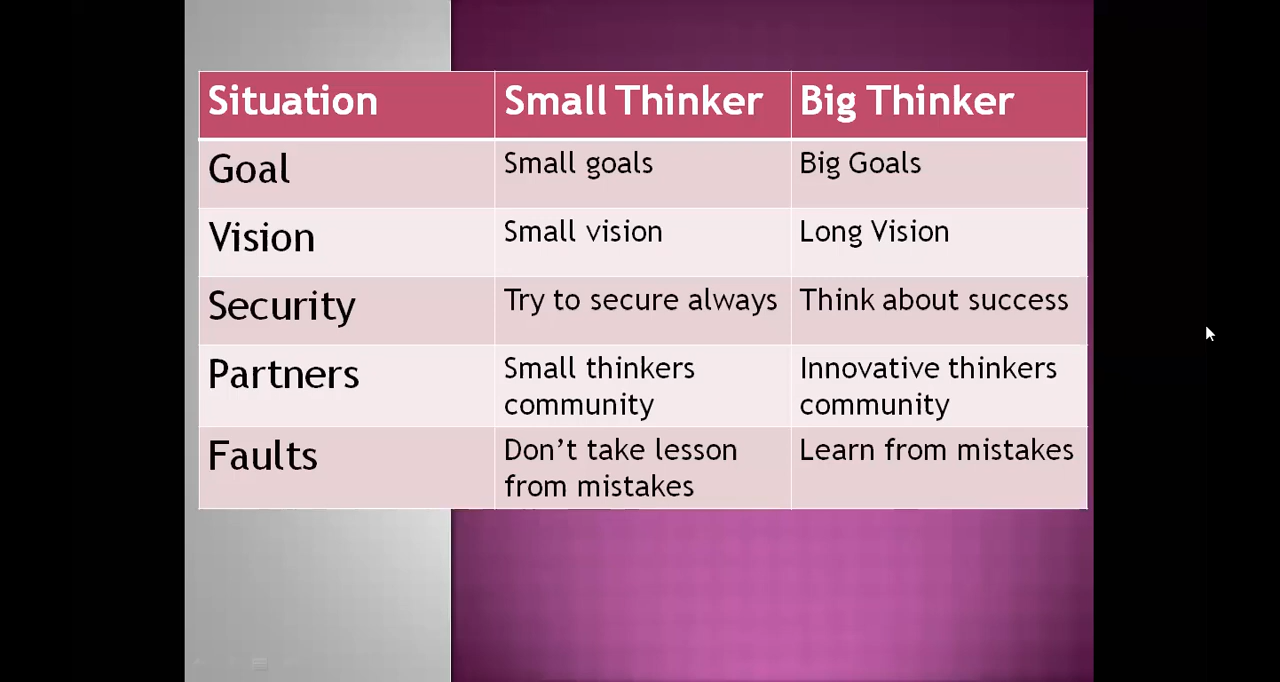 Situation Small Thinker Big Thinker
Goal Small goals Big Goals
Vision Small vision Long Vision
Security Try to secure always Think about success
Partners Small thinkers Innovative thinkers
community community
Faults Don’t take lesson Learn from mistakes
from mistakes